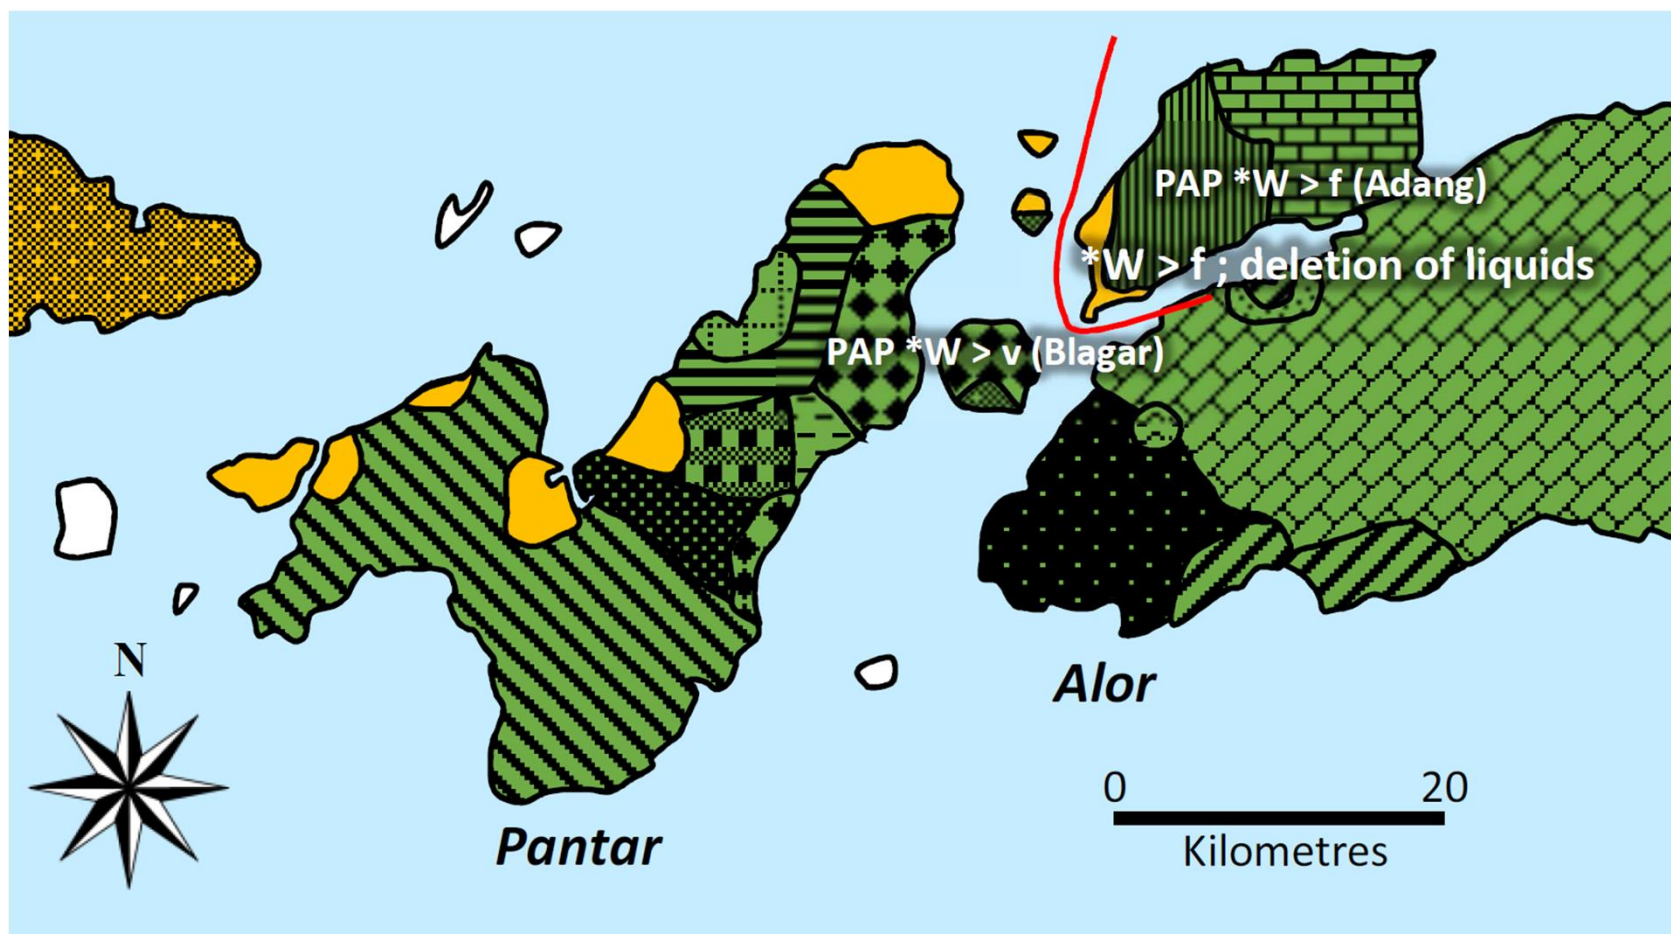 PAP *W > f (Adang)
*W > f ; deletion of liquids
PAP *W > v (Blagar)
N
Alor
Pantar
0 20
Kilometres